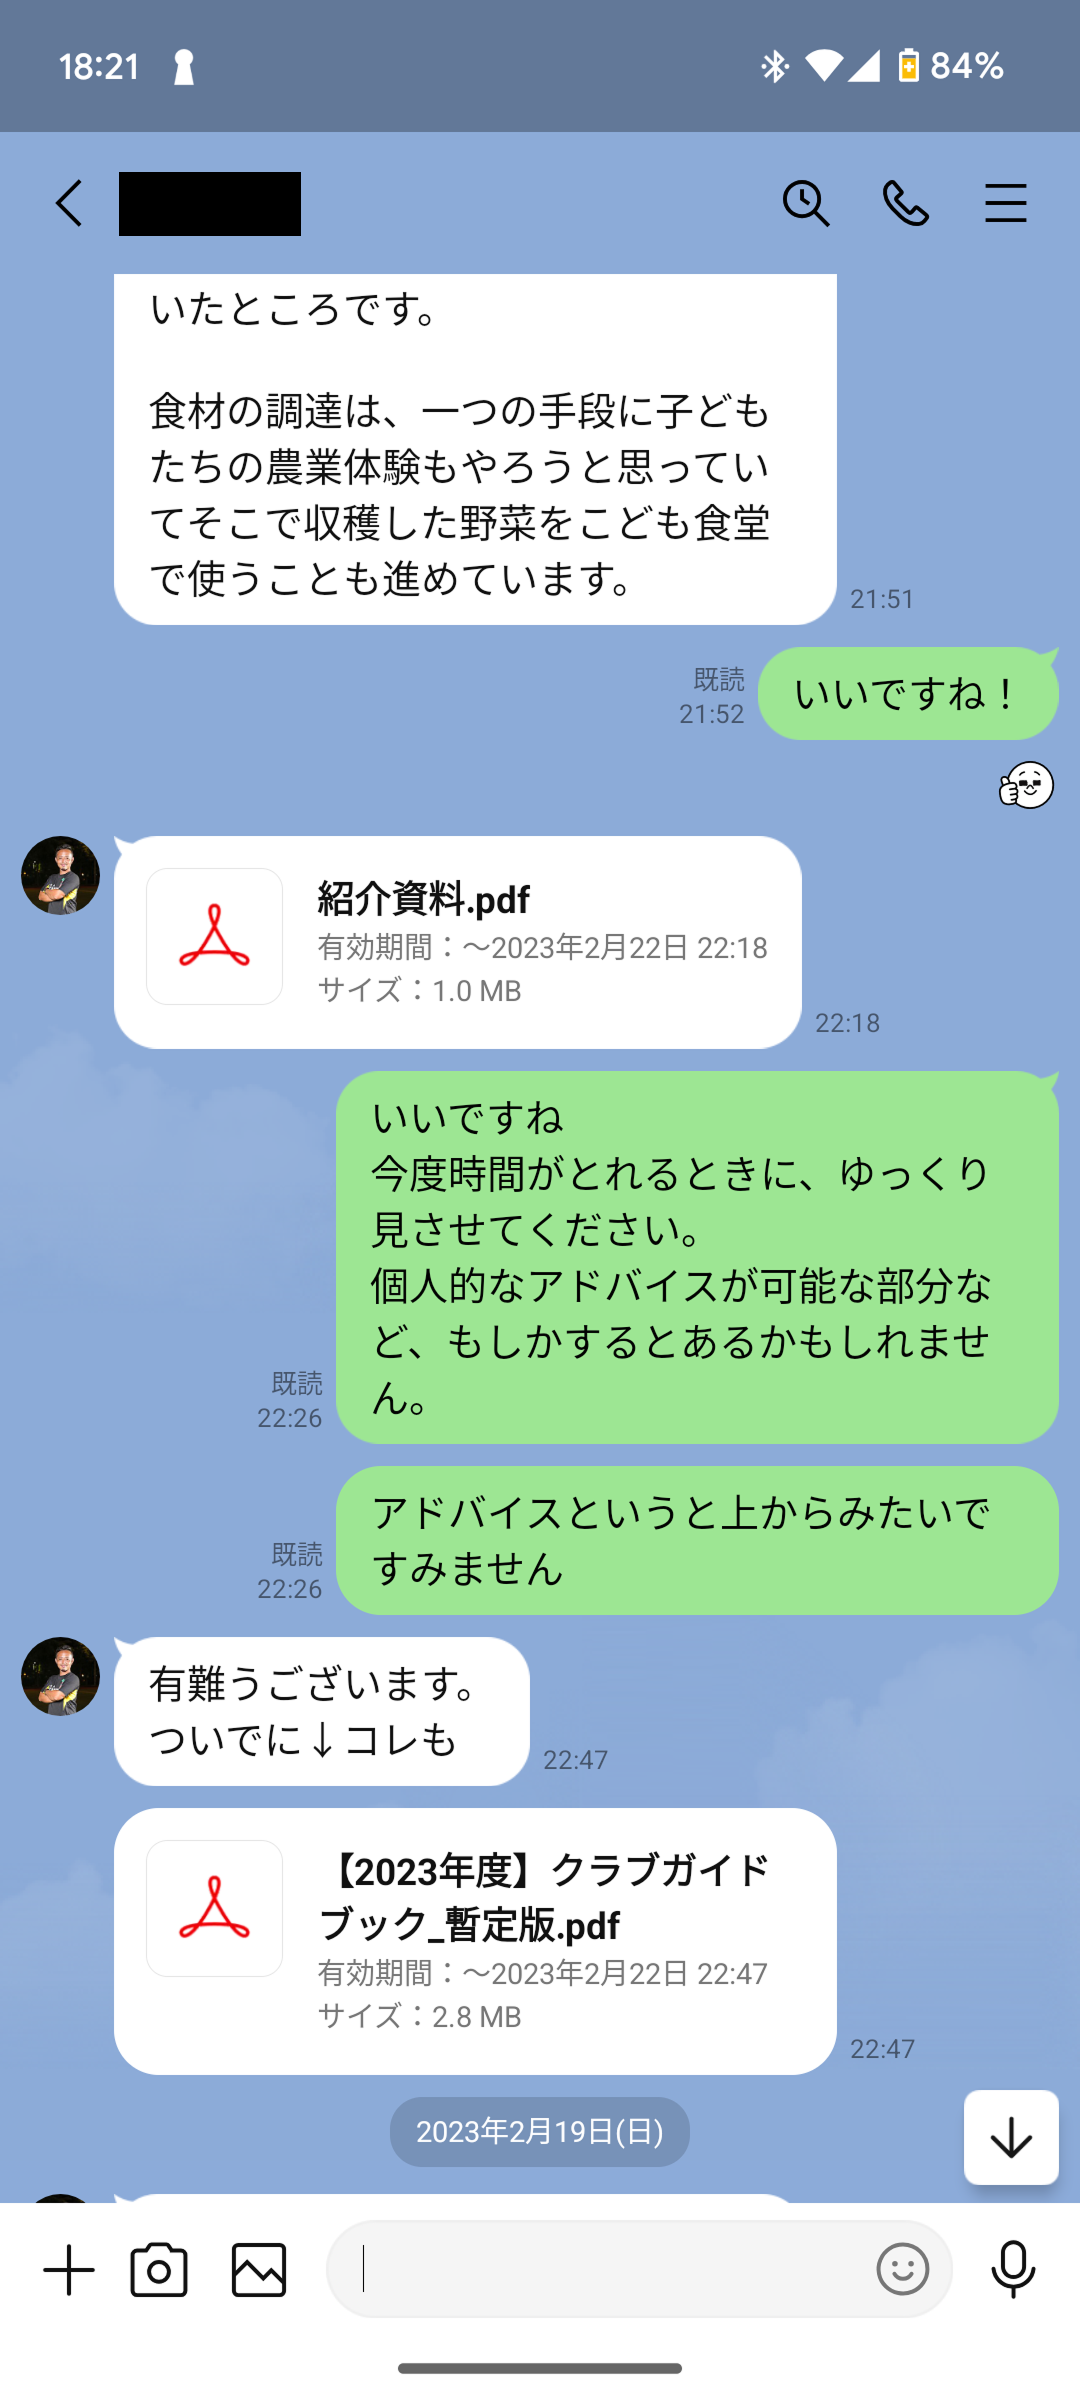 18:21
84%
いたところです。
食材の調達は、一つの手段に子ども
たちの農業体験もやろうと思ってい
てそこで収穫した野菜をこども食堂
で使うことも進めています。
21:51
既読
21:52
いいですね！
紹介資料.pdf
有効期間：～2023年2月22日 22:18
サイズ：1.0 MB
22:18
いいですね
今度時間がとれるときに、ゆっくり
見させてください。
個人的なアドバイスが可能な部分な
ど、もしかするとあるかもしれませ
ん。
既読
22:26
アドバイスというと上からみたいで
すみません
既読
22:26
有難うございます。
ついでに↓コレも
22:47
【2023年度】クラブガイド
ブック_暫定版.pdf
有効期間：～2023年2月22日 22:47
サイズ：2.8 MB
22:47
2023年2月19日(日)